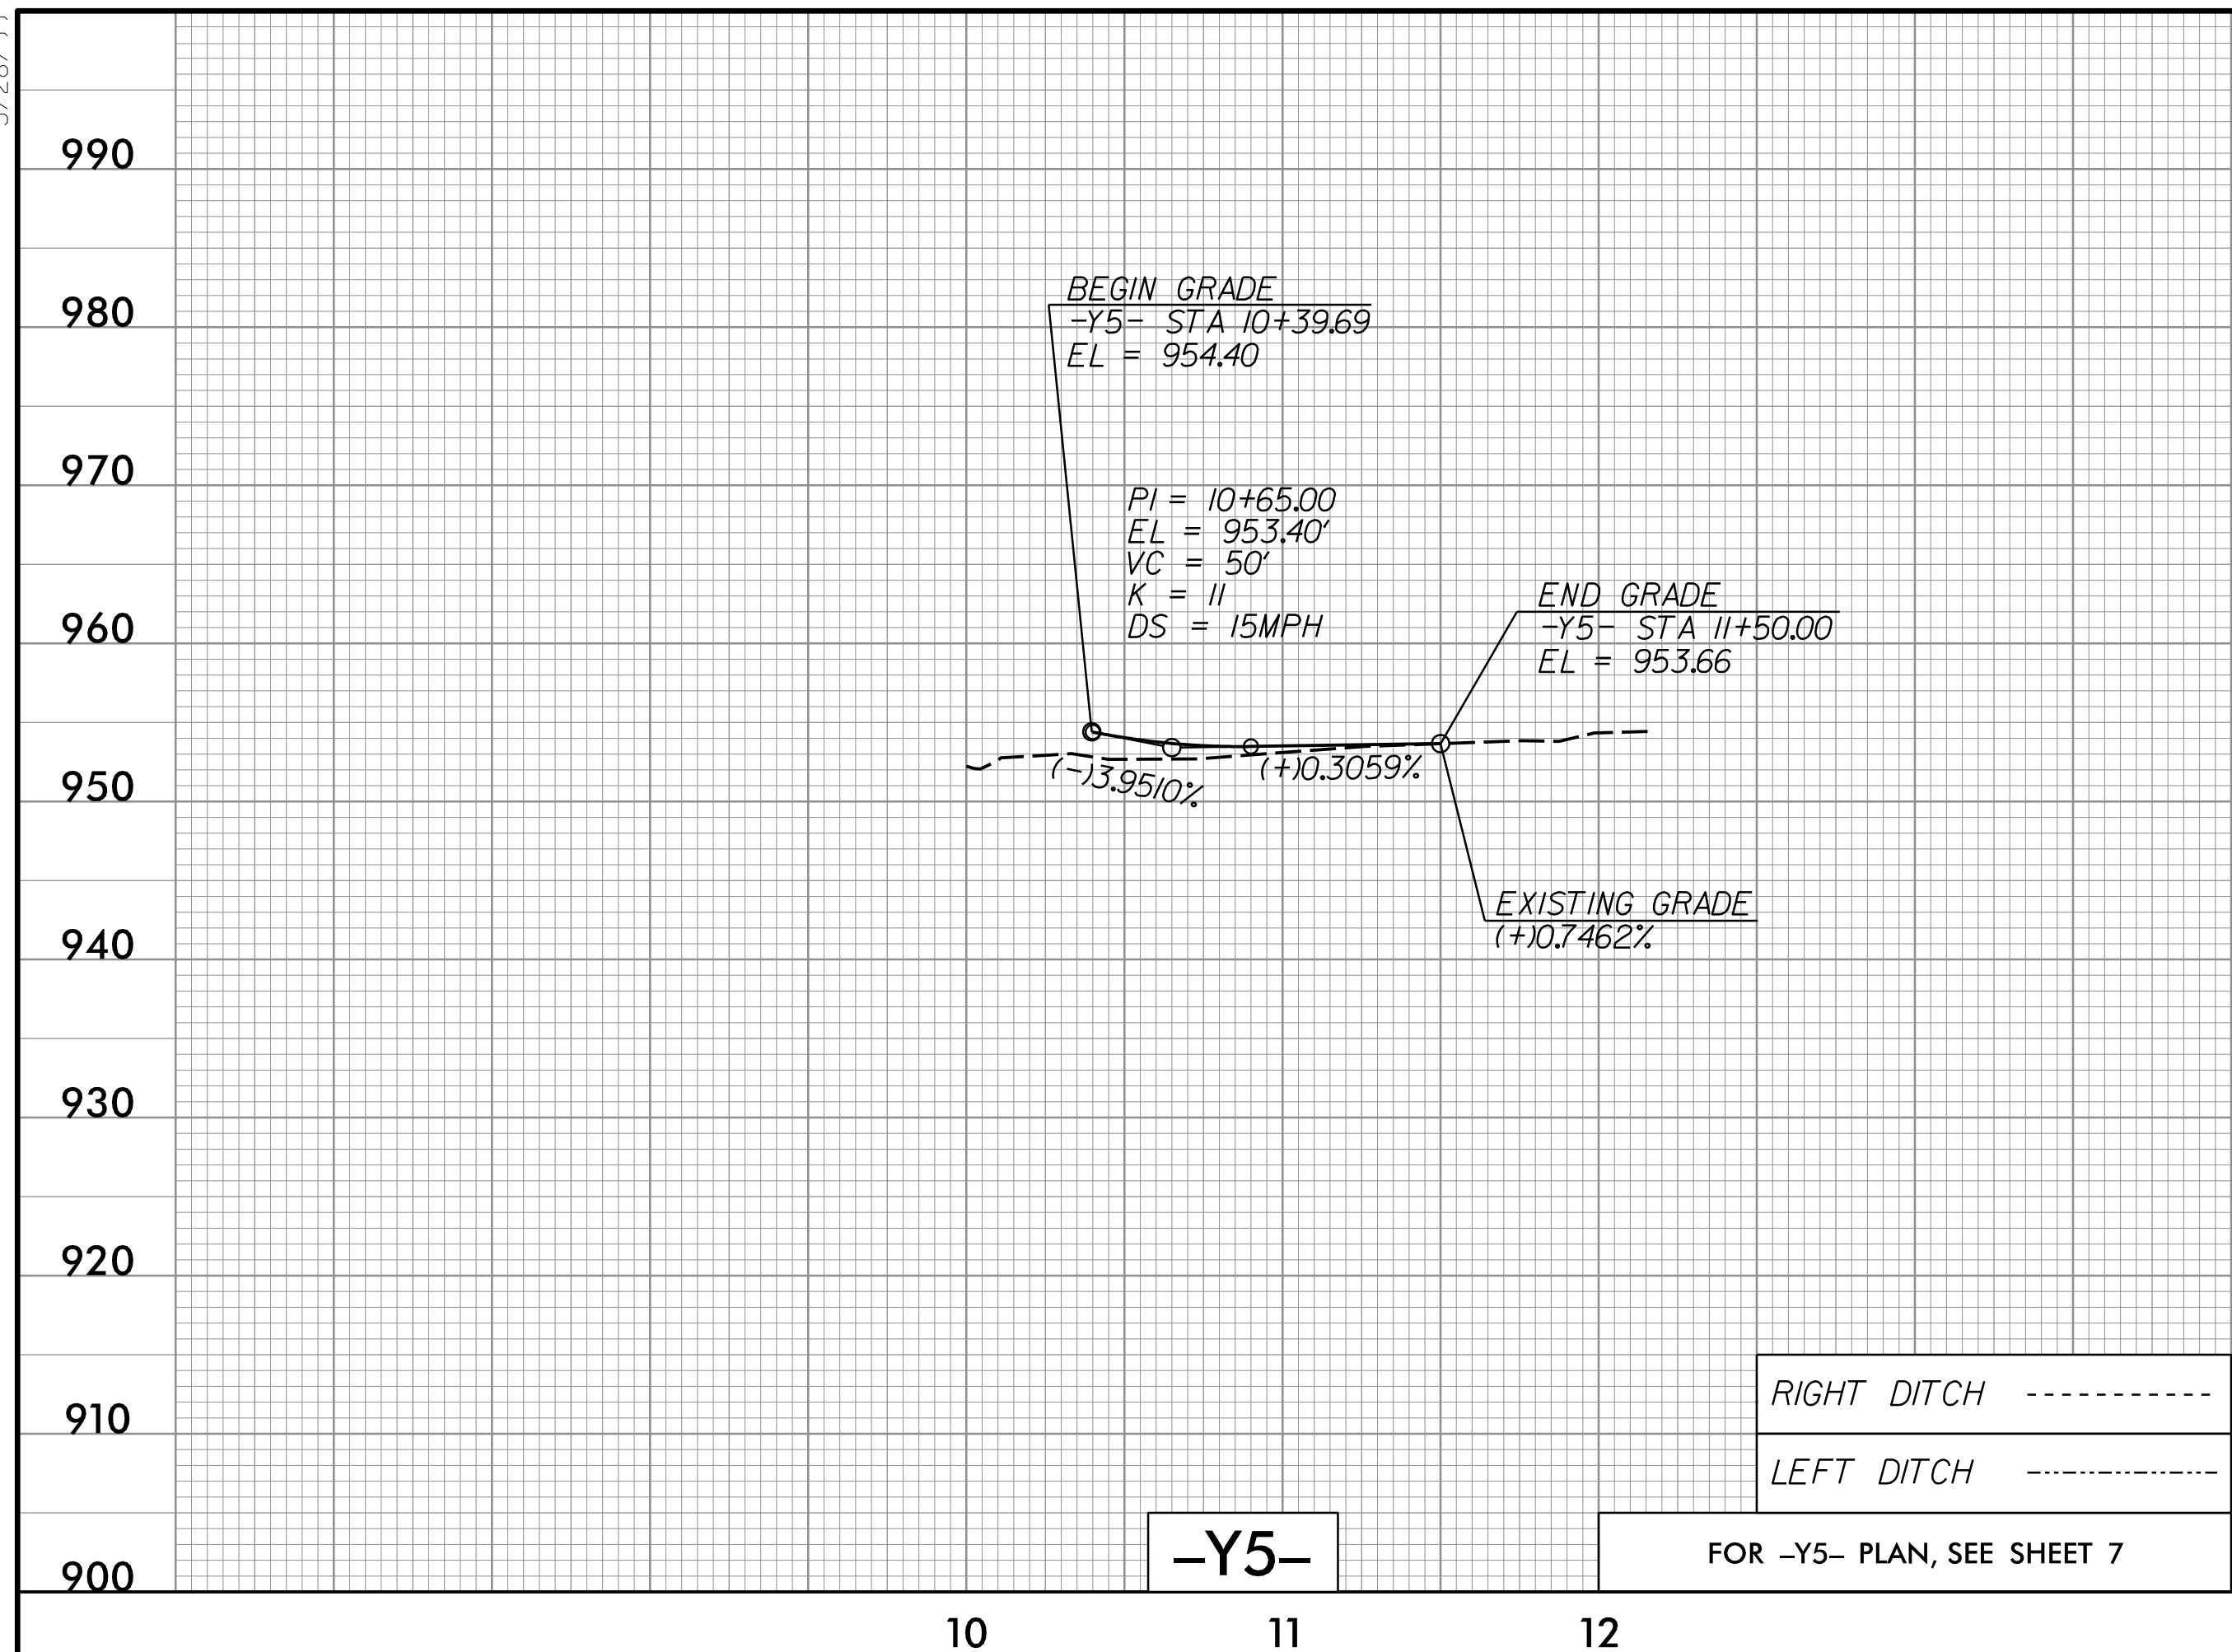 990
980
970
960
950
940
930
920
910
900
BEGIN GRADE
-Y5- STA 10+39.69
EL = 954.40
PI = 10+65.00
EL = 953.40'
VC = 50'
K = 11
DS = 15MPH
END GRADE
-Y5- STA 11+50.00
EL = 953.66
(-)3.9510%
(+)0.3059%
EXISTING GRADE
(+)0.7462%
RIGHT DITCH
LEFT DITCH
-Y5-
FOR -Y5- PLAN, SEE SHEET 7
10
11
12